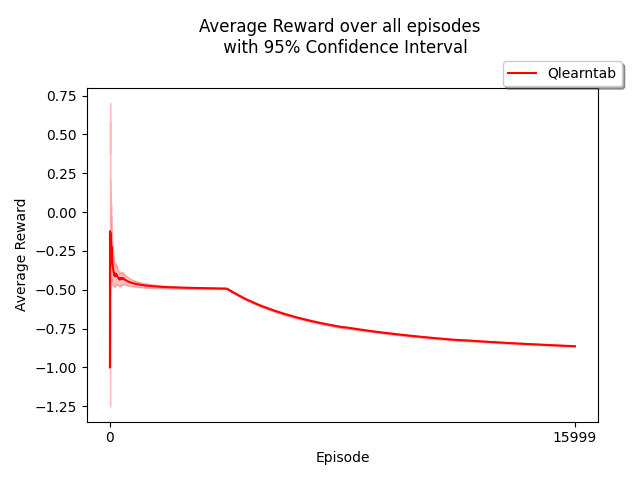 Average Reward over all episodes
with 95% Confidence Interval
Qlearntab
0.75
0.50
0.25
0.00
−0.25
−0.50
−0.75
−1.00
−1.25
Average Reward
0
15999
Episode